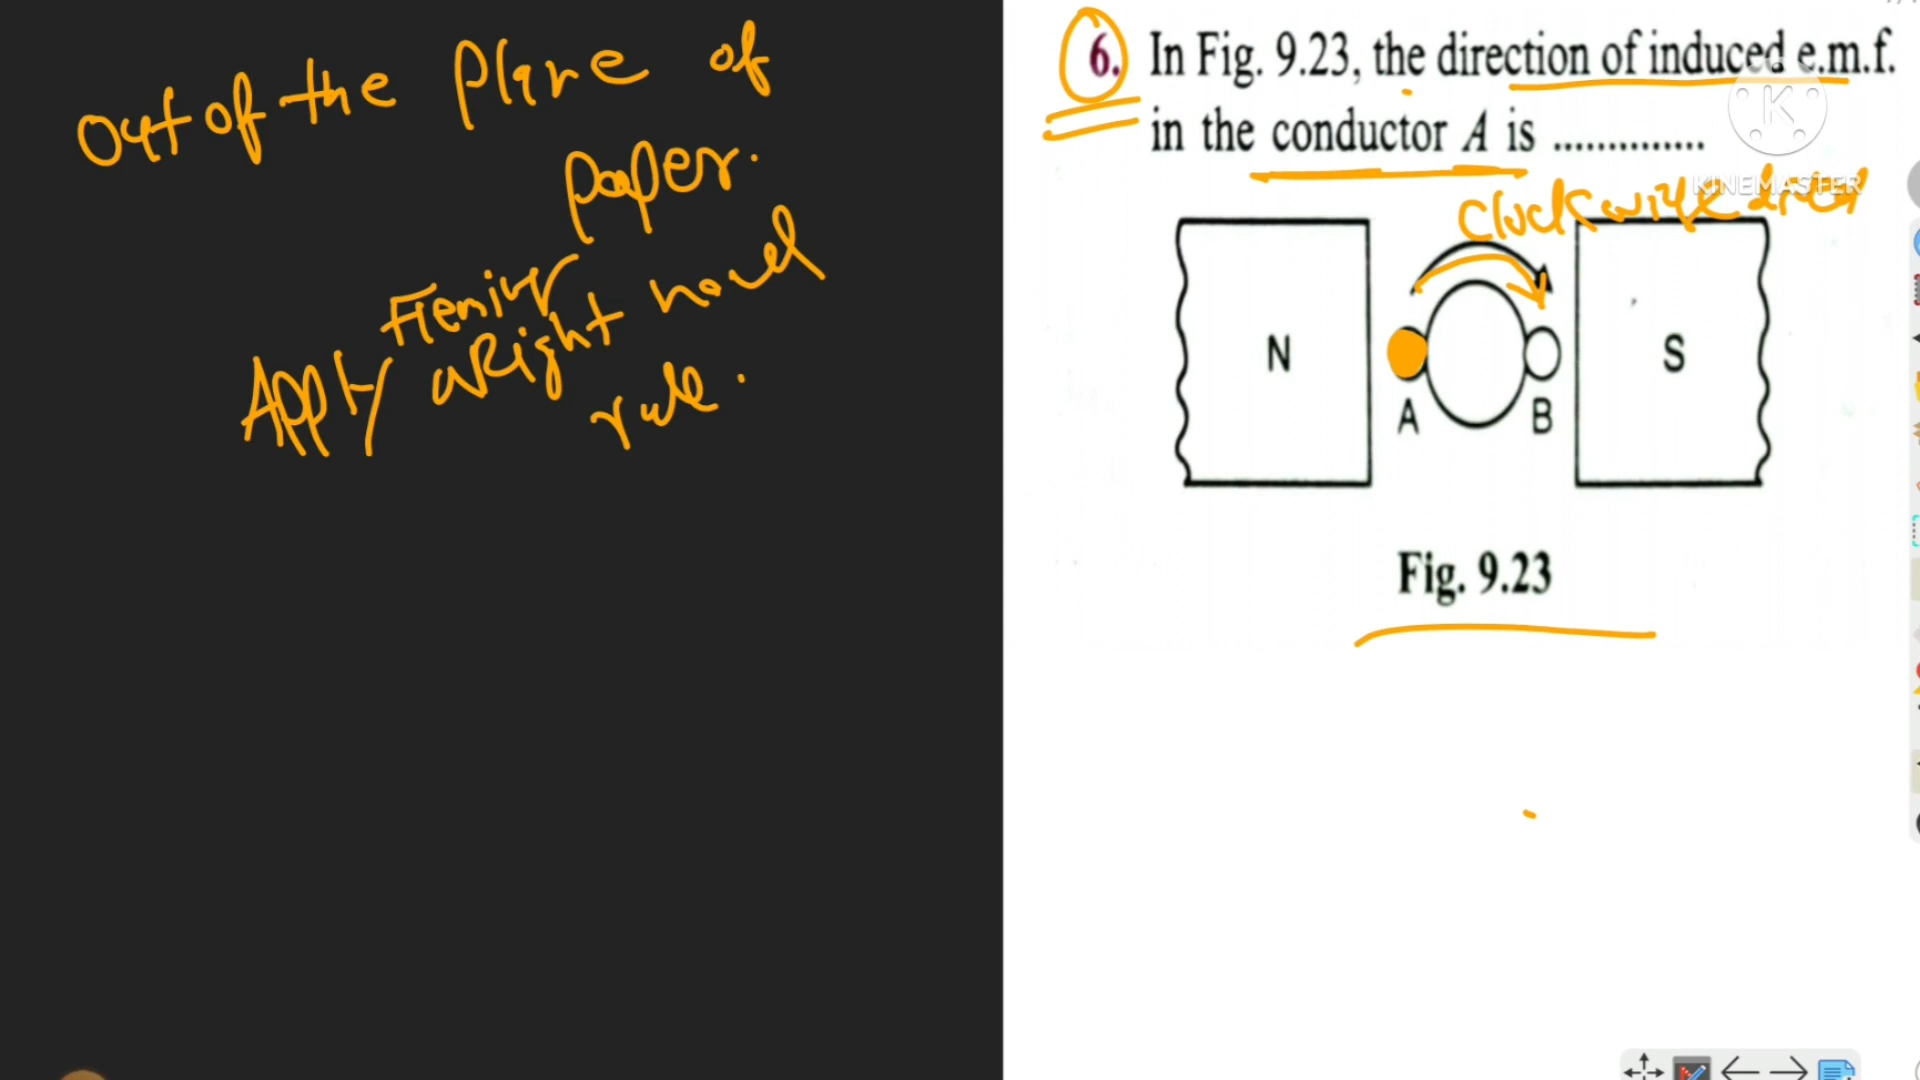 Out of the Plane of
paper.
Apply Fleming Right hand
rule.
6. In Fig. 9.23, the direction of induced e.m.f.
in the conductor A is ..............
KINEMASTER
Clockwise
N
S
A
B
Fig. 9.23